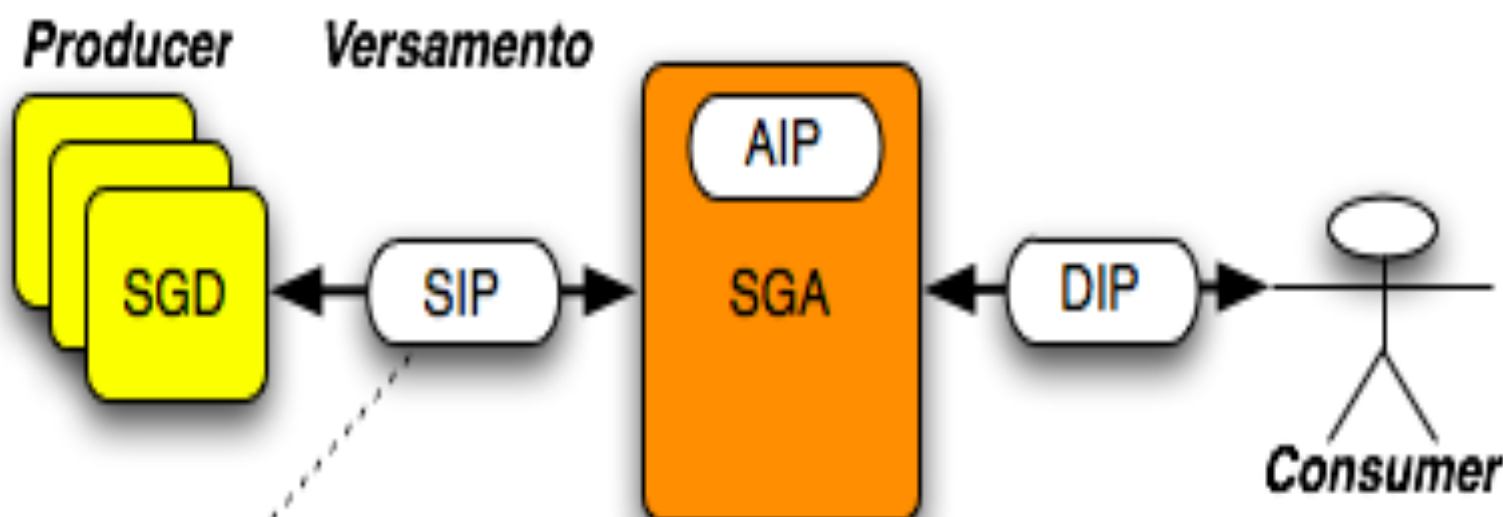 Producer
Versamento
AIP
SGD
SIP
SGA
DIP
Consumer